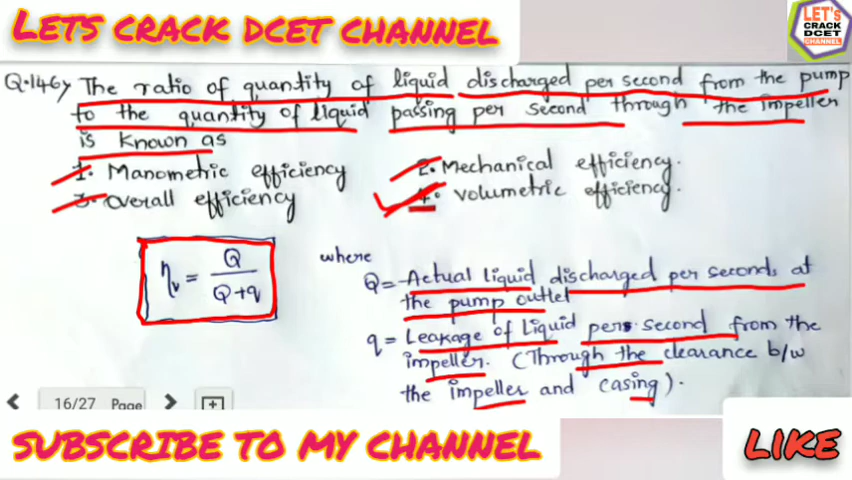 LETS CRACK DCET CHANNEL
LET'S
CRACK
DCET
CHANNEL
Q.146> The ratio of quantity of liquid discharged per second from the pump
to the quantity of liquid passing per second through the impeller
is known as
1. Manometric efficiency 2. Mechanical efficiency.
3. Overall efficiency 4. Volumetric efficiency.
ηv = Q / Q+q
where
Q = Actual liquid discharged per seconds at
the pump outlet
q = Leakage of liquid per second from the
impeller. (Through the clearance b/w
the impeller and casing).
< 16/27 Page >
SUBSCRIBE TO MY CHANNEL
LIKE